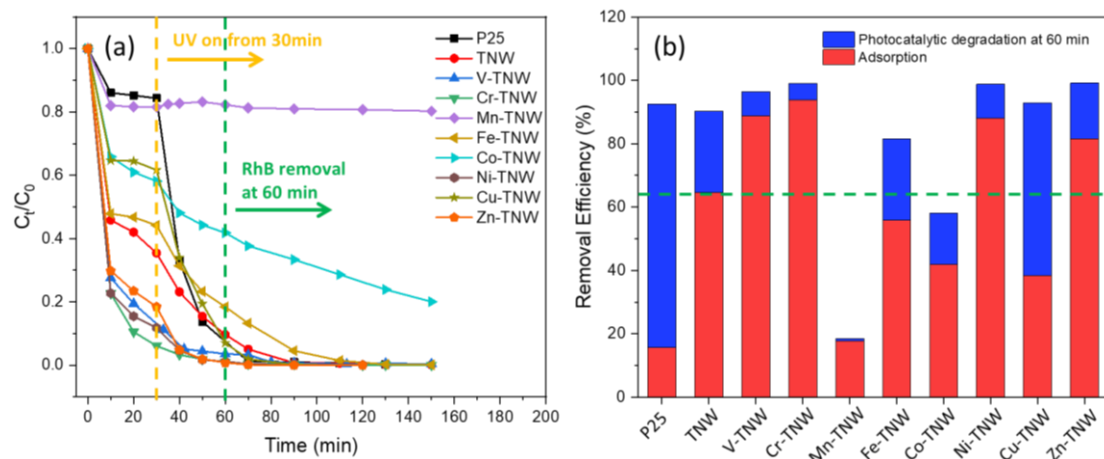 (a)
UV on from 30min
RhB removal
at 60 min
P25
TNW
V-TNW
Cr-TNW
Mn-TNW
Fe-TNW
Co-TNW
Ni-TNW
Cu-TNW
Zn-TNW
Ct/C0
1.0
0.8
0.6
0.4
0.2
0.0
0 20 40 60 80 100 120 140 160 180 200
Time (min)
(b)
Photocatalytic degradation at 60 min
Adsorption
Removal Efficiency (%)
120
100
80
60
40
20
0
P25
TNW
V-TNW
Cr-TNW
Mn-TNW
Fe-TNW
Co-TNW
Ni-TNW
Cu-TNW
Zn-TNW